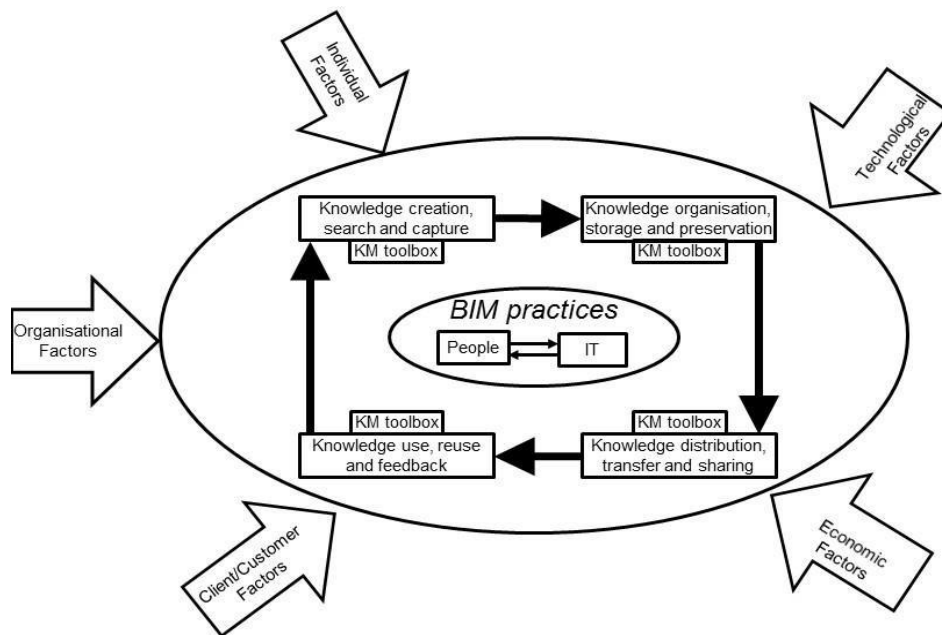 Individual
Factors
Technological
Factors
Knowledge creation,
search and capture
KM toolbox
Knowledge organisation,
storage and preservation
KM toolbox
Organisational
Factors
BIM practices
People
IT
KM toolbox
Knowledge use, reuse
and feedback
KM toolbox
Knowledge distribution,
transfer and sharing
Client/Customer
Factors
Economic
Factors